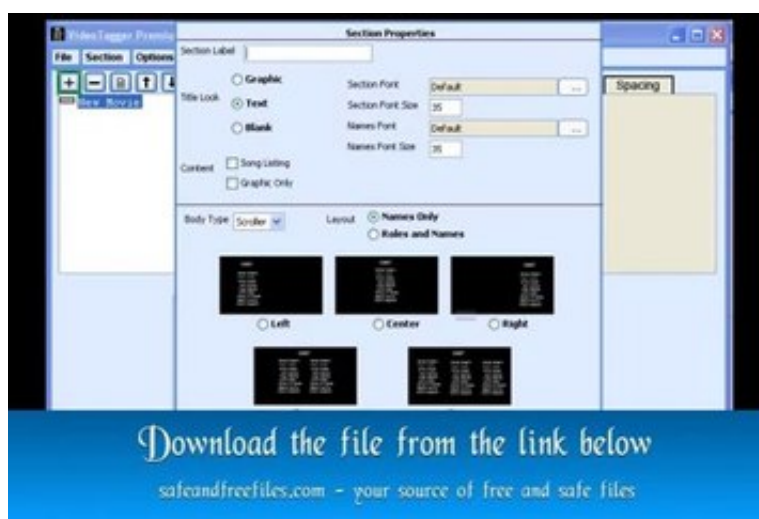 VideoTagger Premiu
Section Properties
File Section Options
Section Label
Spacing
New Movie
Title Look
Graphic
Text
Blank
Section Font Default ...
Section Font Size 35
Names Font Default ...
Names Font Size 35
Content
Song Listing
Graphic Only
Body Type Scroller
Layout
Names Only
Roles and Names
Left
Center
Right
Download the file from the link below
safeandfreefiles.com - your source of free and safe files